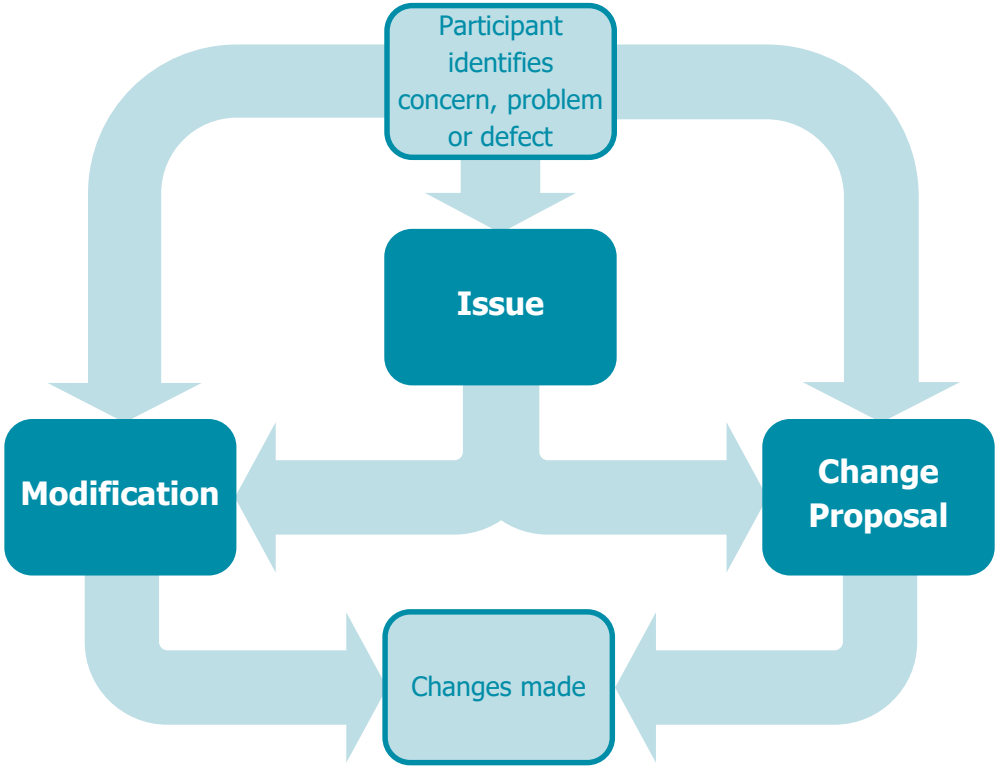 Participant
identifies
concern, problem
or defect
Issue
Modification
Change
Proposal
Changes made